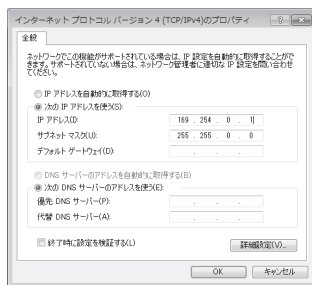 インターネット プロトコル バージョン 4 (TCP/IPv4)のプロパティ
全般
ネットワークでこの機能がサポートされている場合は、IP 設定を自動的に取得することがで
きます。サポートされていない場合は、ネットワーク管理者に適切な IP 設定を問い合わせ
てください。
IP アドレスを自動的に取得する(O)
次の IP アドレスを使う(S):
IP アドレス(I): 169 . 254 . 0 . 1
サブネット マスク(U): 255 . 255 . 0 . 0
デフォルト ゲートウェイ(D): . . .
DNS サーバーのアドレスを自動的に取得する(B)
次の DNS サーバーのアドレスを使う(E):
優先 DNS サーバー(P): . . .
代替 DNS サーバー(A): . . .
終了時に設定を検証する(L)
詳細設定(V)...
OK キャンセル